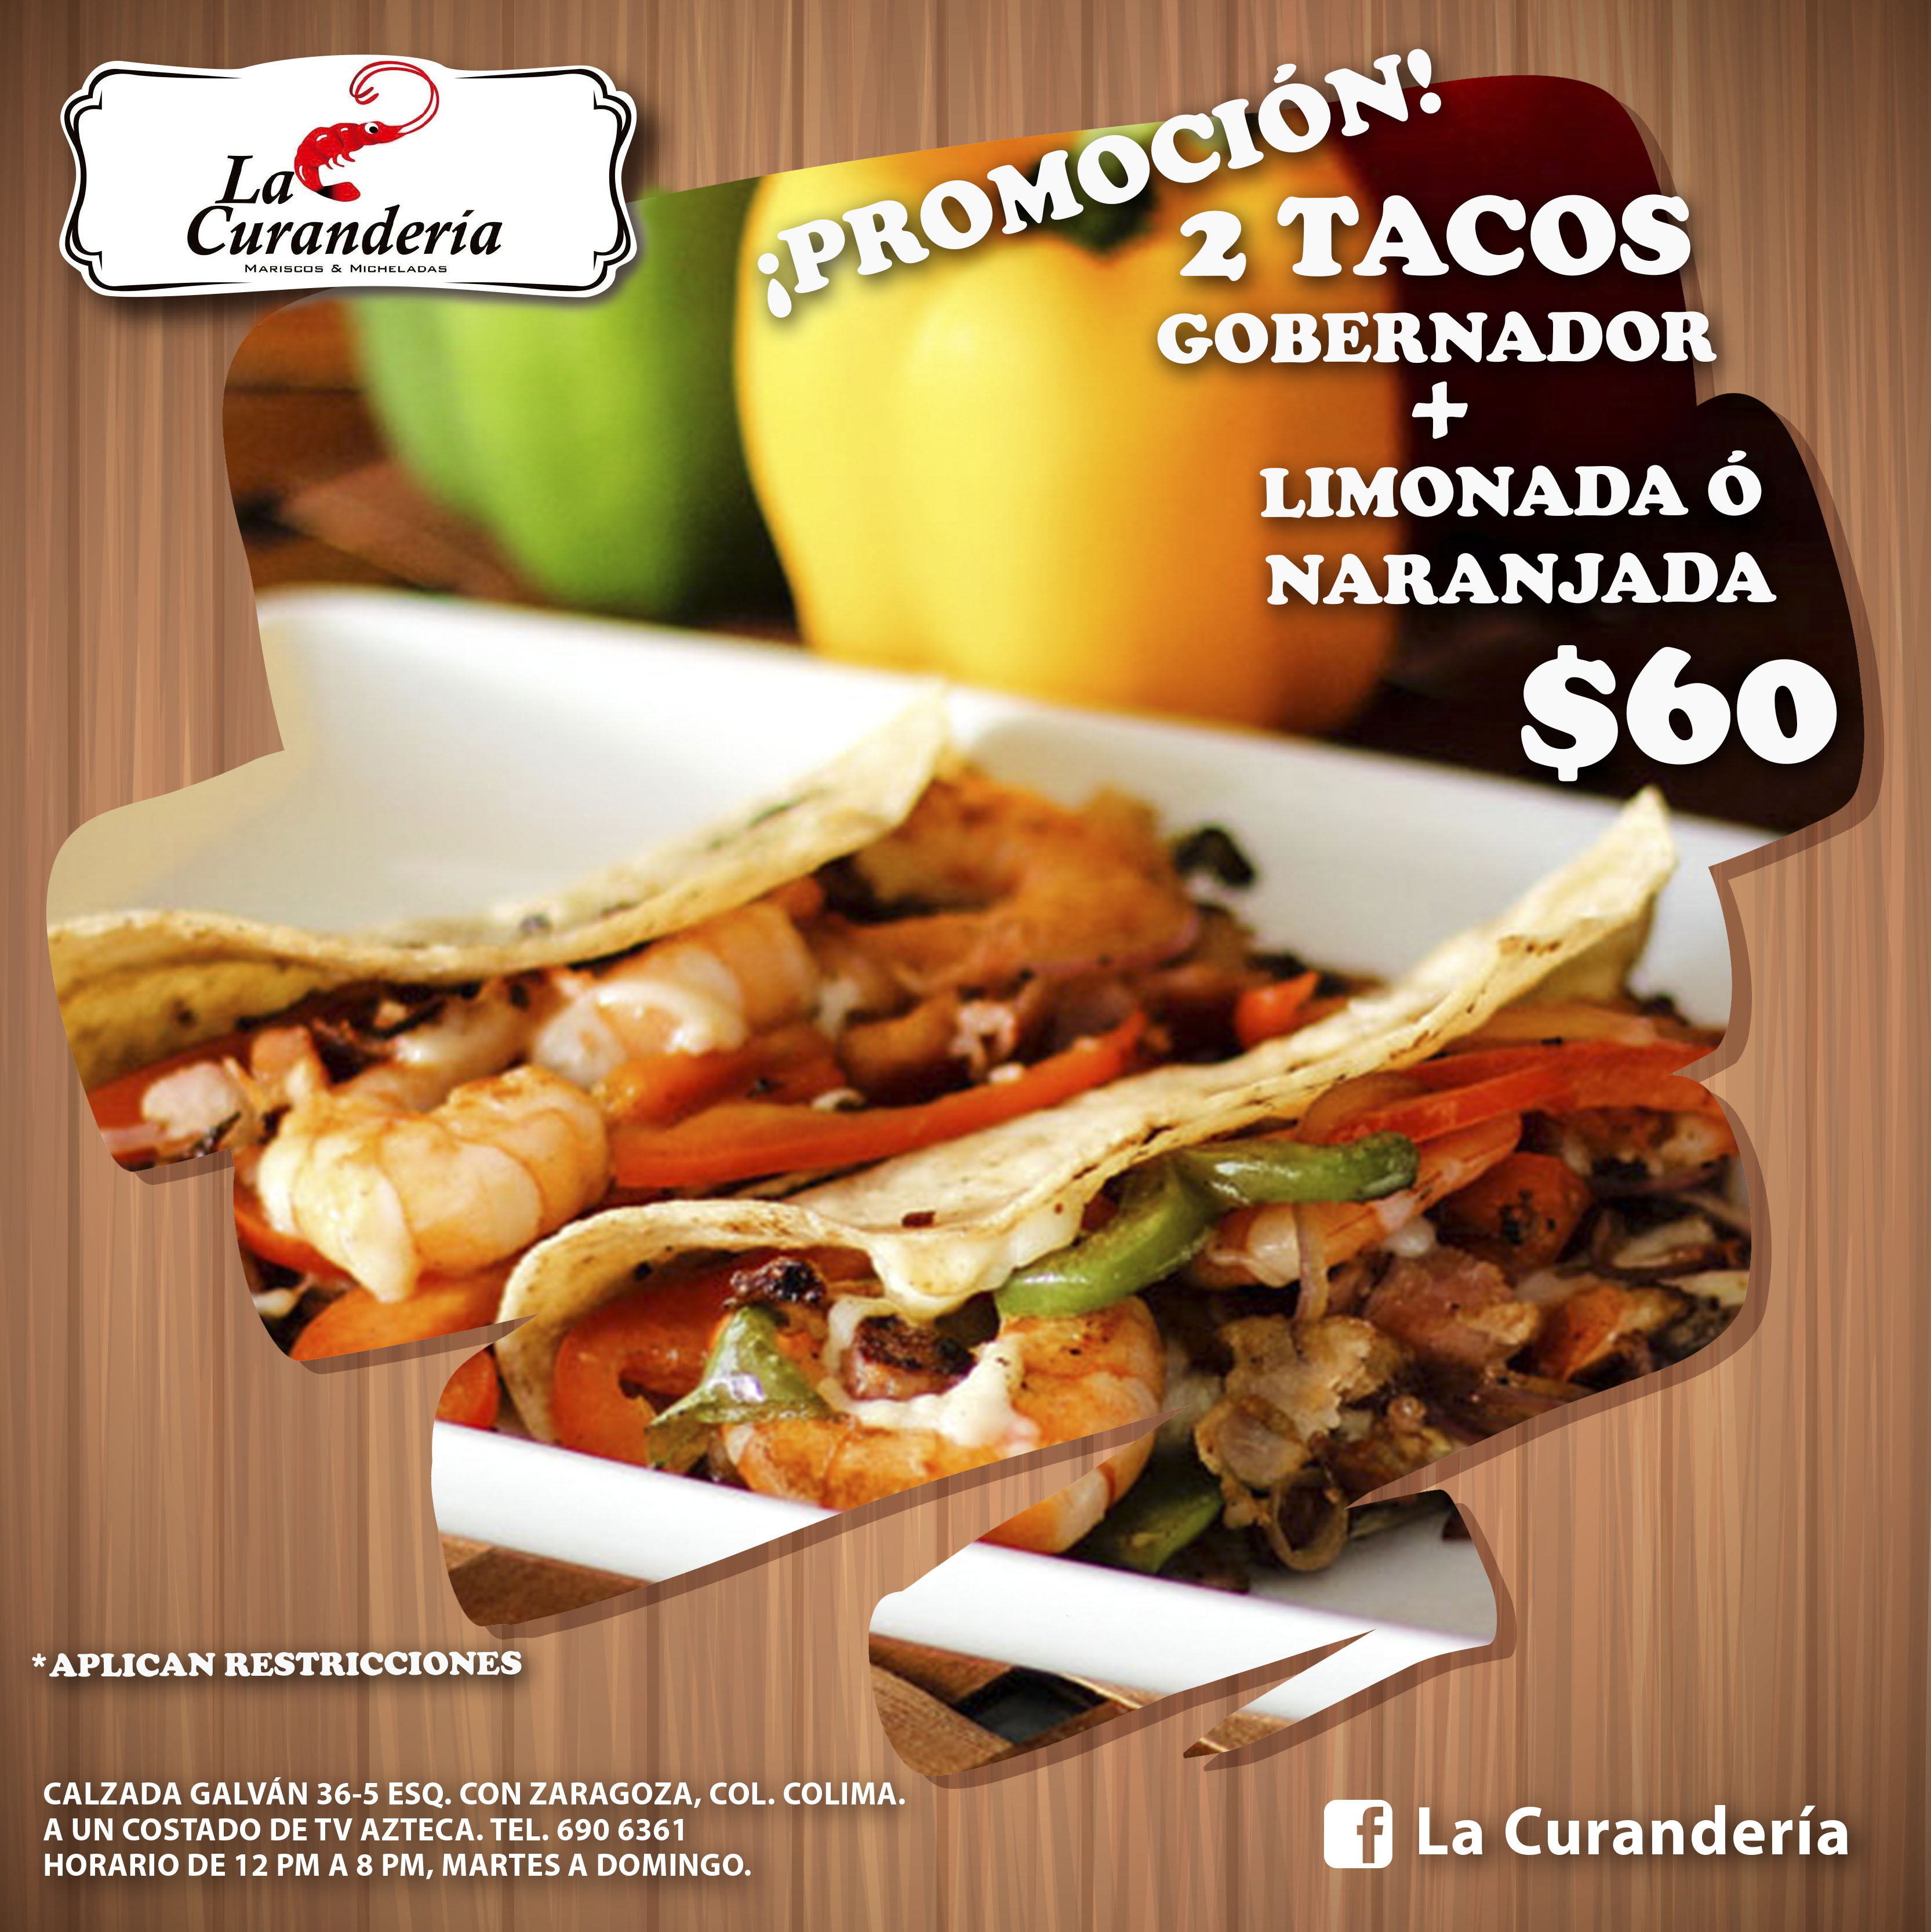 La
Curandería
MARISCOS & MICHELADAS
¡PROMOCIÓN!
2 TACOS
GOBERNADOR
+
LIMONADA Ó
NARANJADA
$60
*APLICAN RESTRICCIONES
CALZADA GALVÁN 36-5 ESQ. CON ZARAGOZA, COL. COLIMA.
A UN COSTADO DE TV AZTECA. TEL. 690 6361
HORARIO DE 12 PM A 8 PM, MARTES A DOMINGO.
f La Curandería